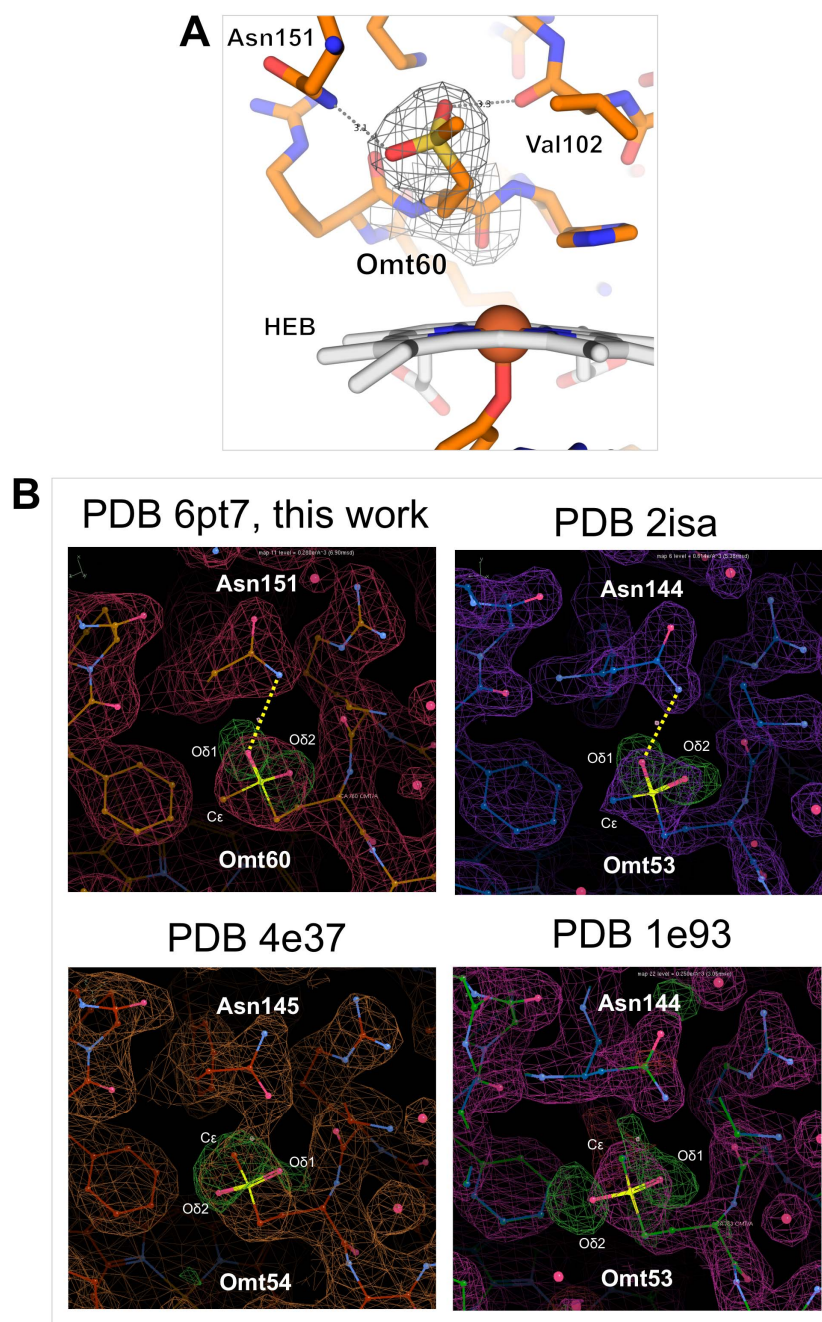 A
Asn151
3.1
3.3
Val102
Omt60
HEB
B
PDB 6pt7, this work
PDB 2isa
Asn151
Asn144
Oδ1
Oδ2
Oδ1
Oδ2
Cε
Cε
Omt60
Omt53
PDB 4e37
PDB 1e93
Asn145
Asn144
Cε
Oδ1
Cε
Oδ1
Oδ2
Oδ2
Omt54
Omt53